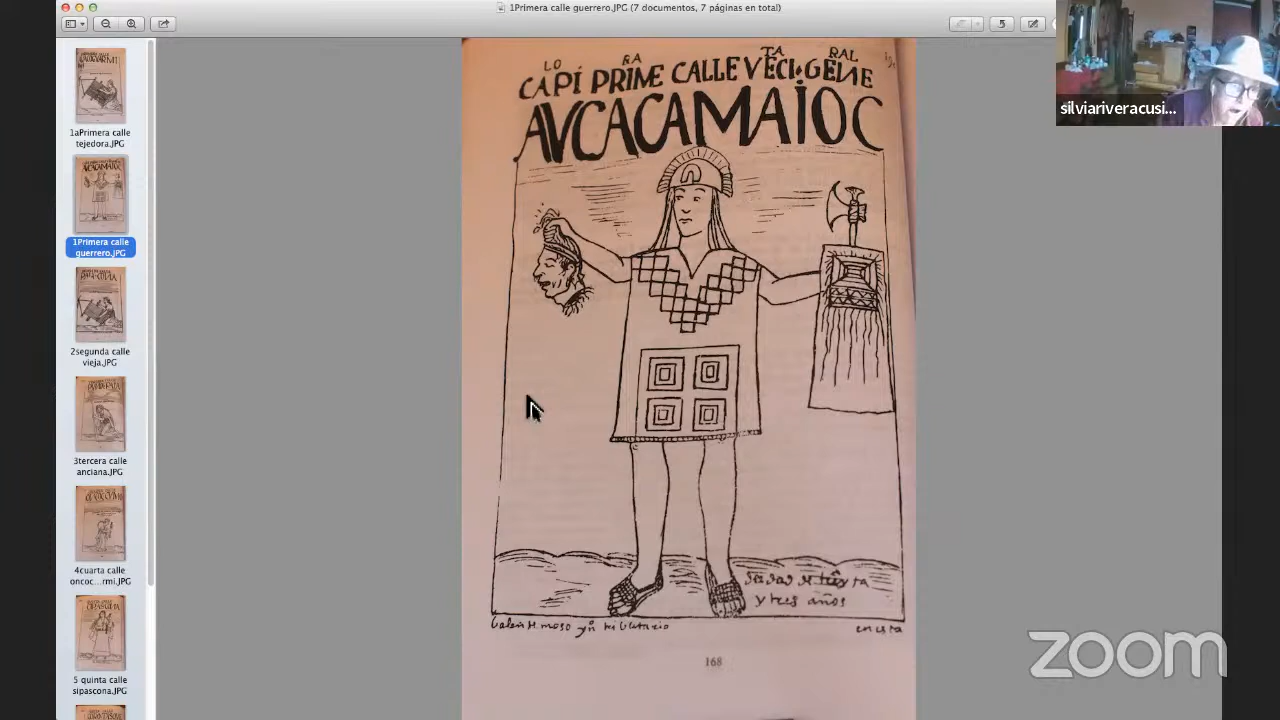 1Primera calle guerrero.JPG (7 documentos, 7 páginas en total)
5
1aPrimera calle
tejedora.JPG
1Primera calle
guerrero.JPG
2segunda calle
vieja.JPG
3tercera calle
anciana.JPG
4cuarta calle
oncoc...rmi.JPG
5 quinta calle
sipascona.JPG
LO RA TA RAL
CAPI PRIME CALLE VECI GENE
AVCACAMAIOC
y tres años
168
silviariveracusi...
zoom